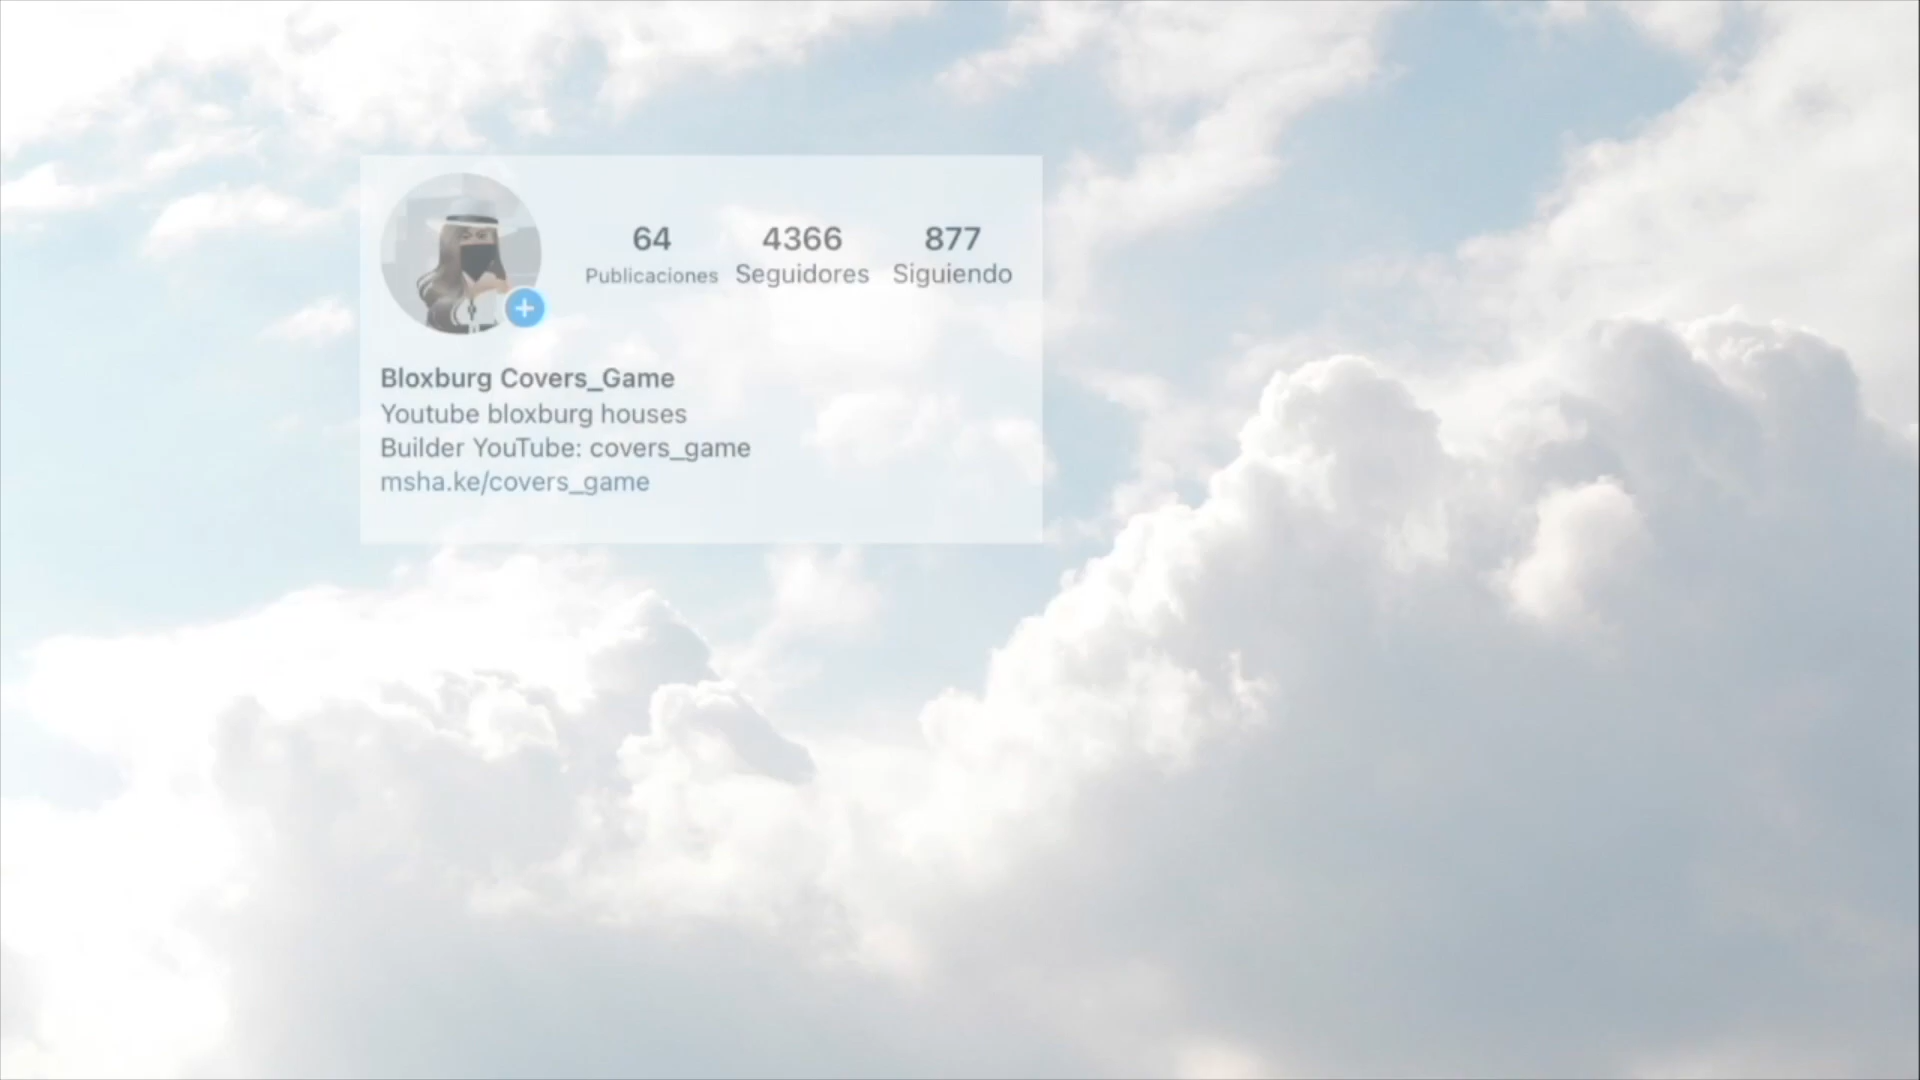 64 4366 877
Publicaciones Seguidores Siguiendo
Bloxburg Covers_Game
Youtube bloxburg houses
Builder YouTube: covers_game
msha.ke/covers_game